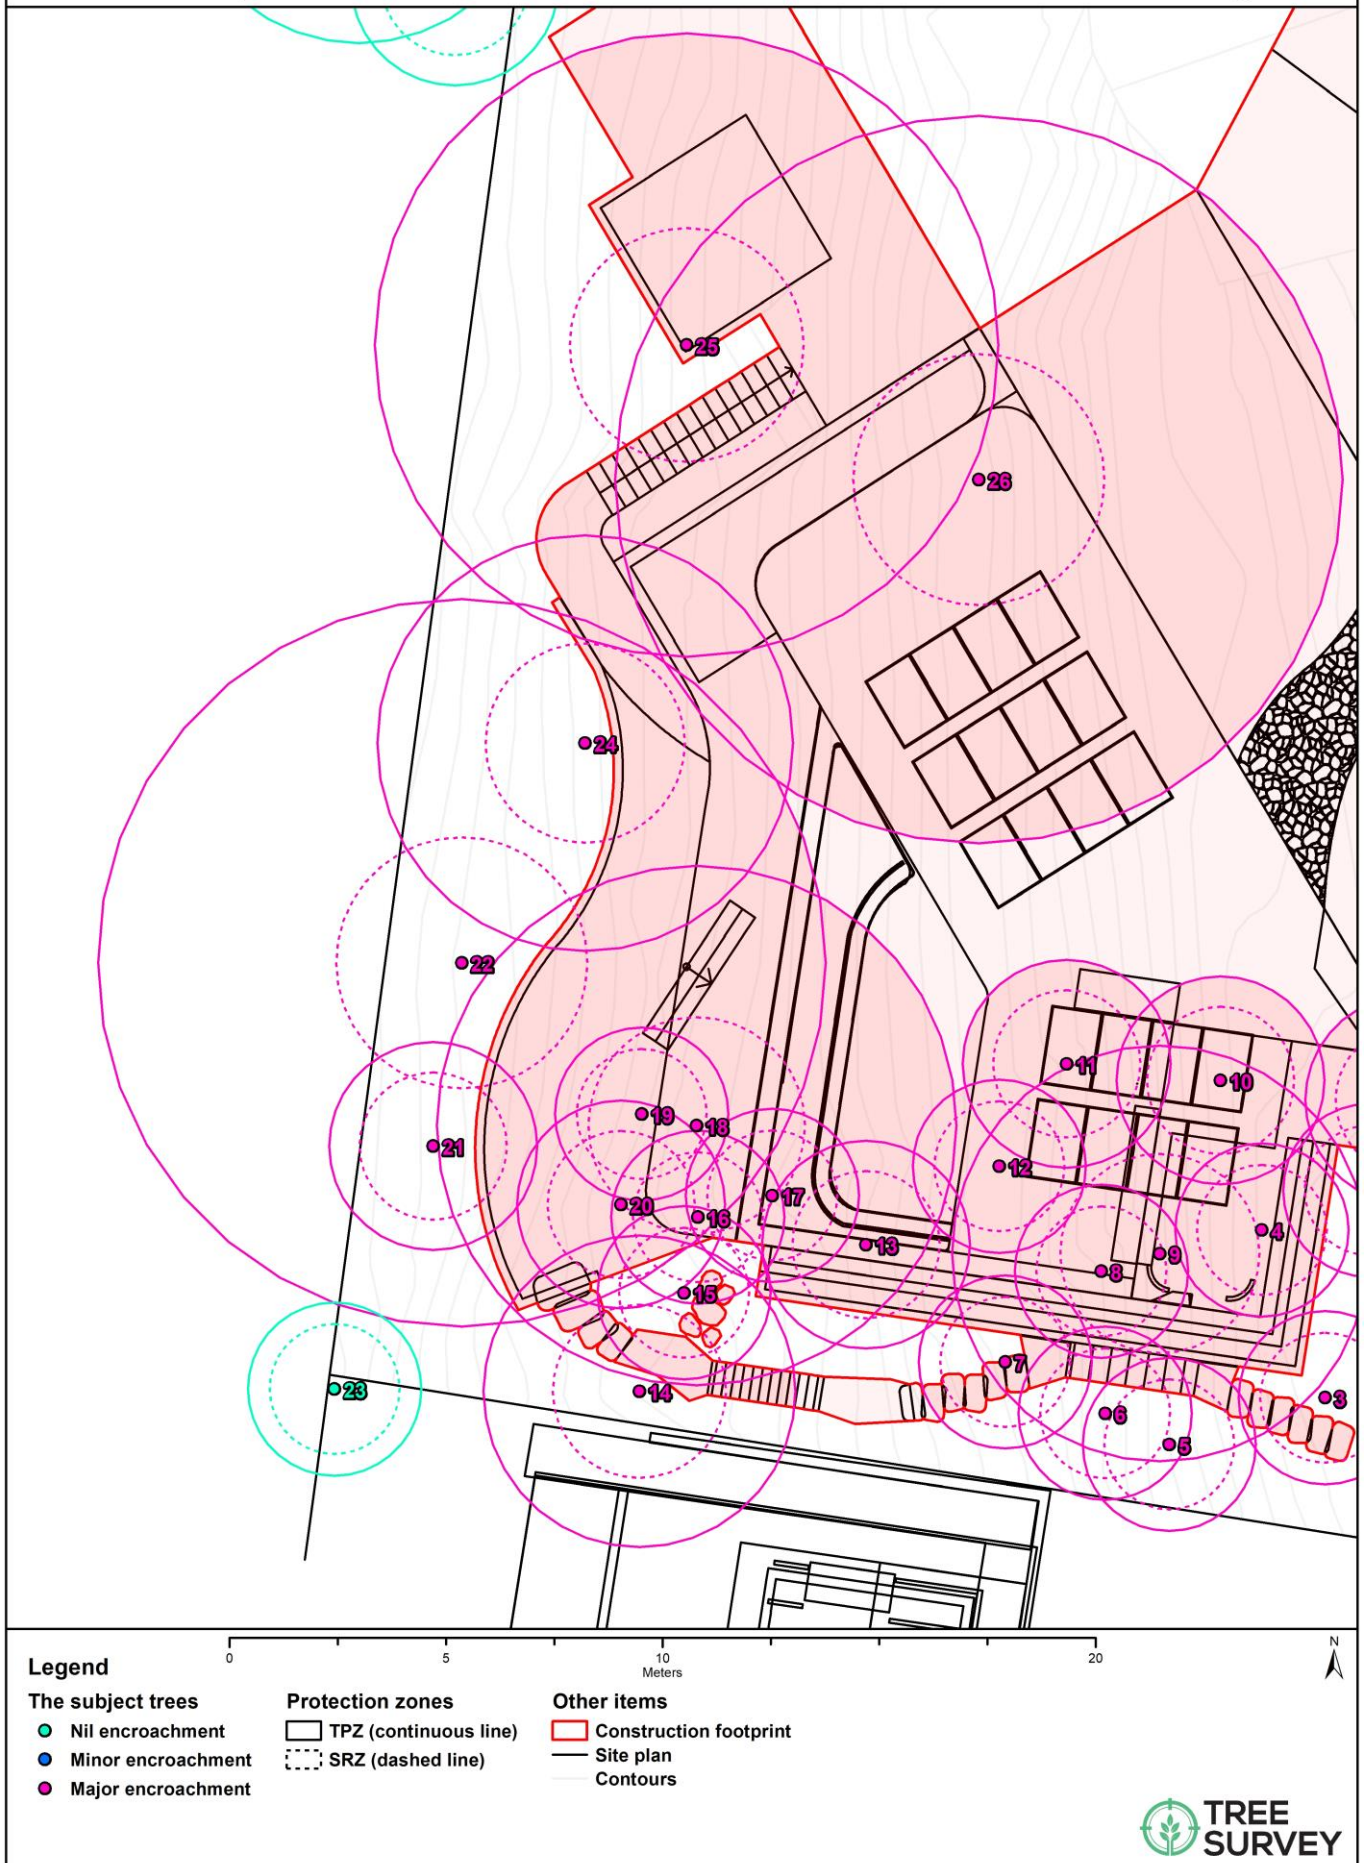 25
26
24
22
11
10
19
18
21
12
20
17
16
4
13
9
8
15
7
23
14
3
6
5
0 5 10 20
Meters
N
Legend
The subject trees
Nil encroachment
Minor encroachment
Major encroachment
Protection zones
TPZ (continuous line)
SRZ (dashed line)
Other items
Construction footprint
Site plan
Contours
TREE
SURVEY